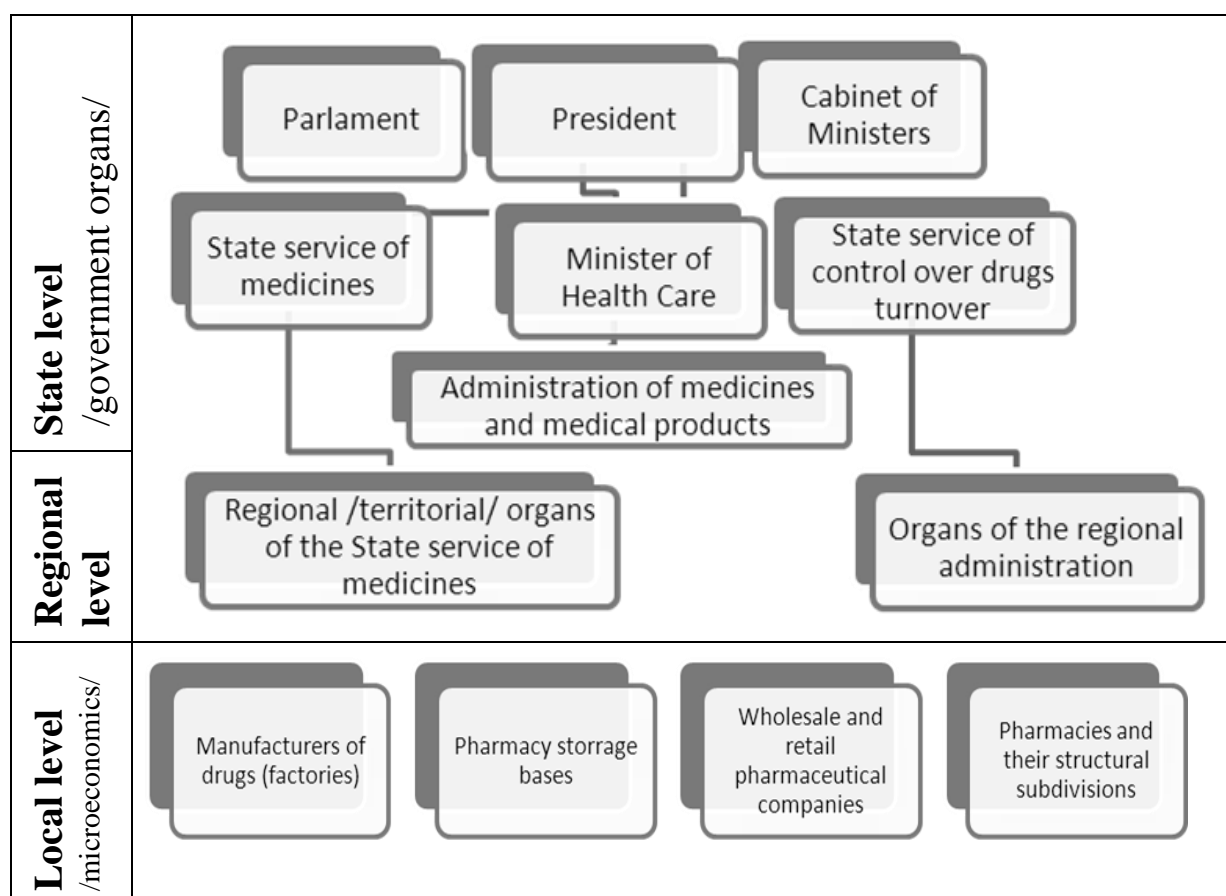 State level
/government organs/
Parlament
President
Cabinet of
Ministers
State service of
medicines
Minister of
Health Care
State service of
control over drugs
turnover
Administration of medicines
and medical products
Regional
level
Regional /territorial/ organs
of the State service of
medicines
Organs of the regional
administration
Local level
/microeconomics/
Manufacturers of
drugs (factories)
Pharmacy storrage
bases
Wholesale and
retail
pharmaceutical
companies
Pharmacies and
their structural
subdivisions